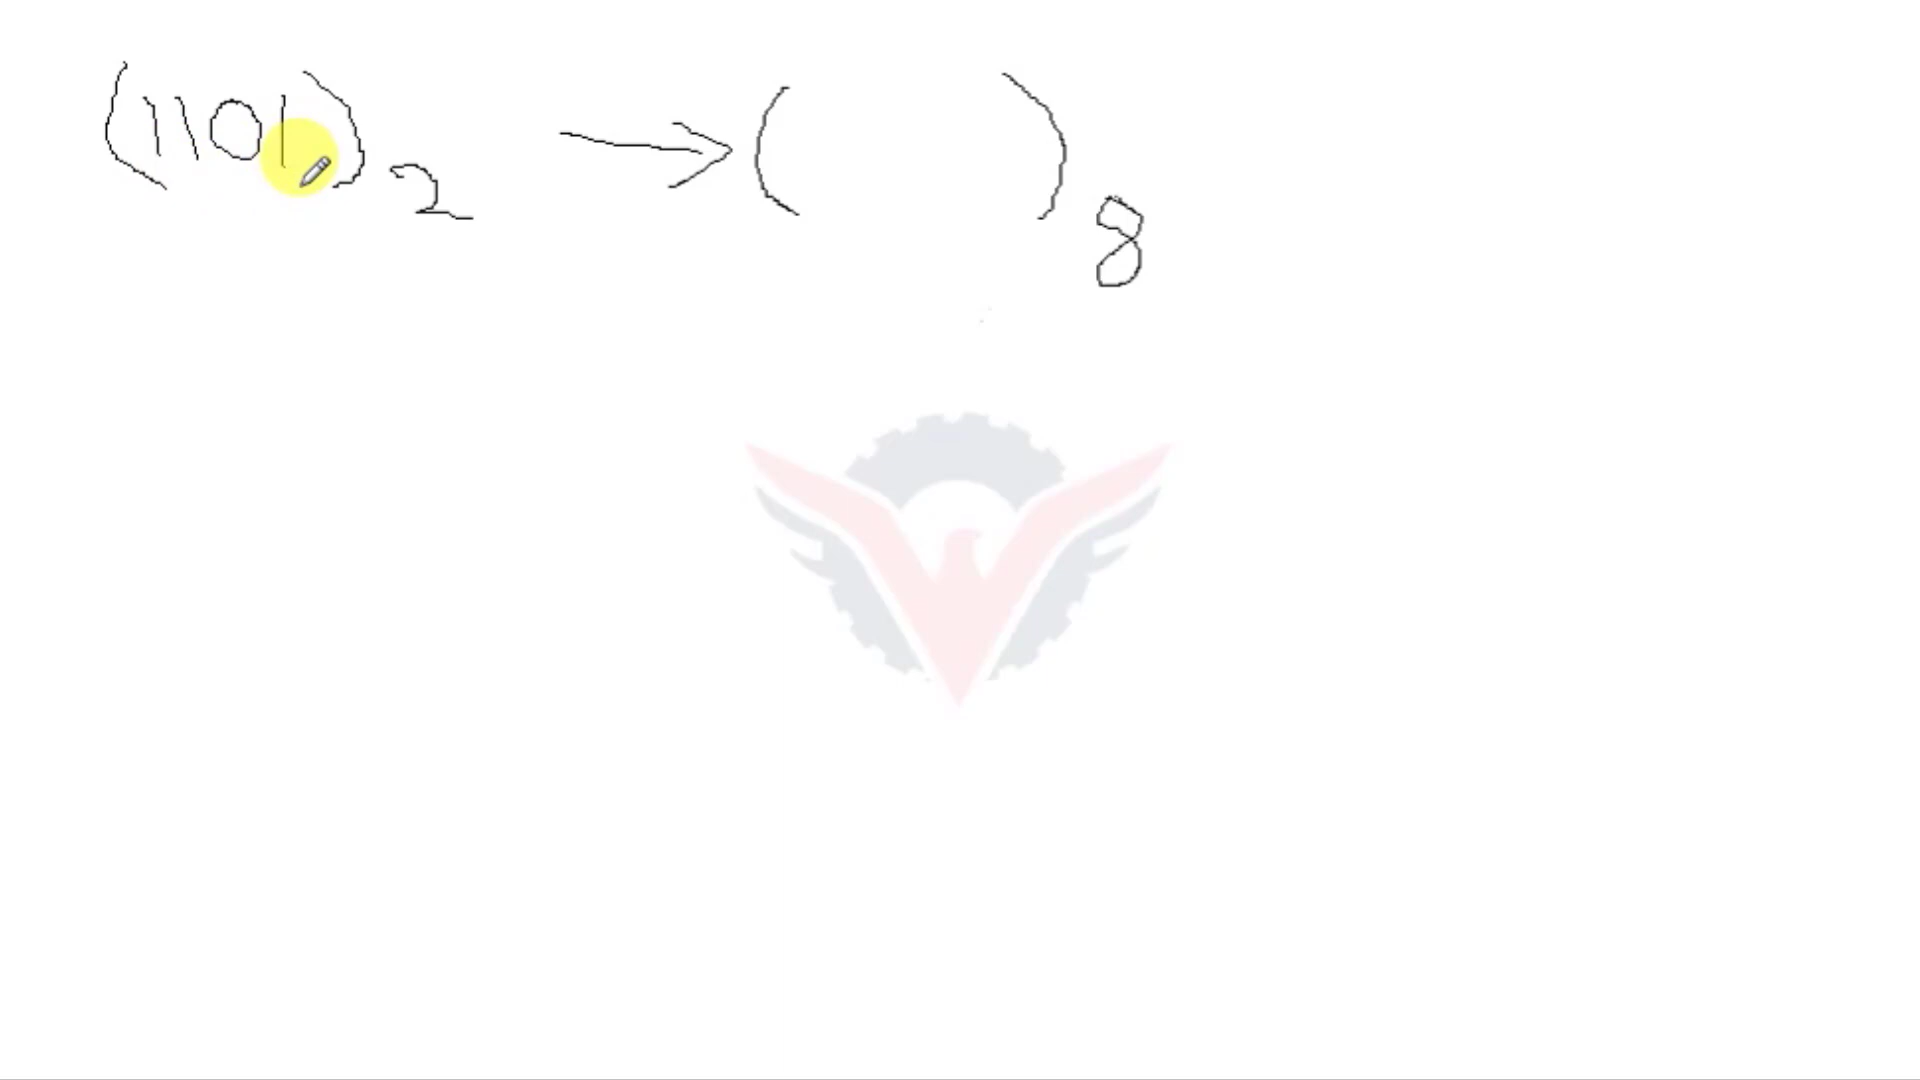 (1101)₂ → (    )₈